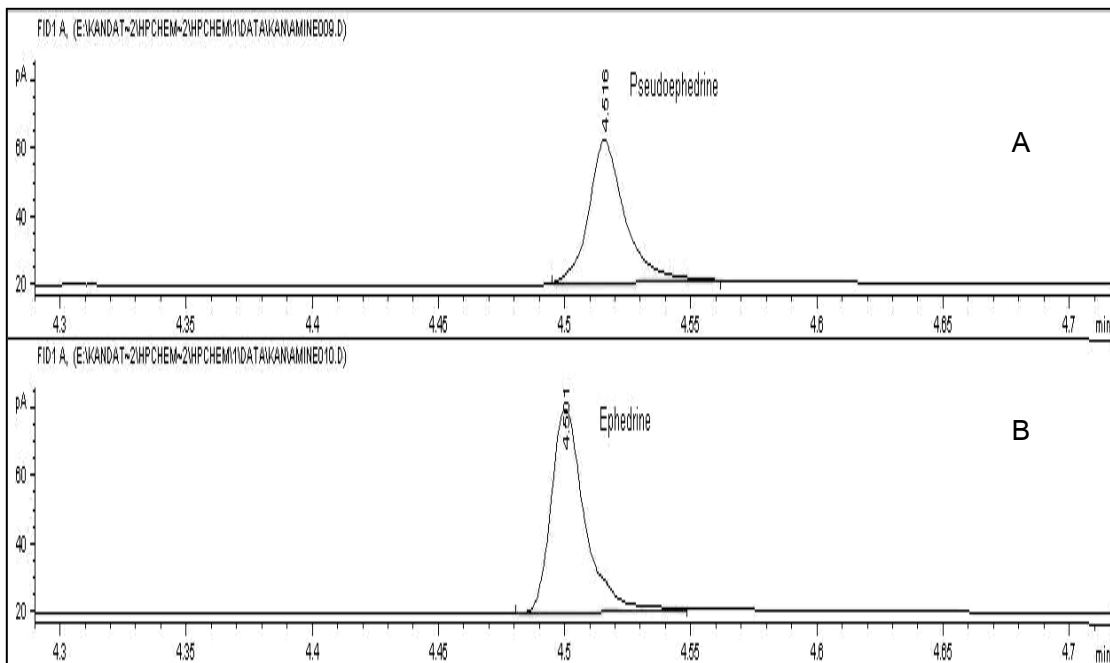 FID1 A, (E:\KANDAT~2\HPCHEM~2\HPCHEM\1\DATA\KAN\AMINE009.D)
pA
4.516
Pseudoephedrine
A
60
40
20
4.3 4.35 4.4 4.45 4.5 4.55 4.6 4.65 4.7 min
FID1 A, (E:\KANDAT~2\HPCHEM~2\HPCHEM\1\DATA\KAN\AMINE010.D)
pA
4.501
Ephedrine
B
60
40
20
4.3 4.35 4.4 4.45 4.5 4.55 4.6 4.65 4.7 min